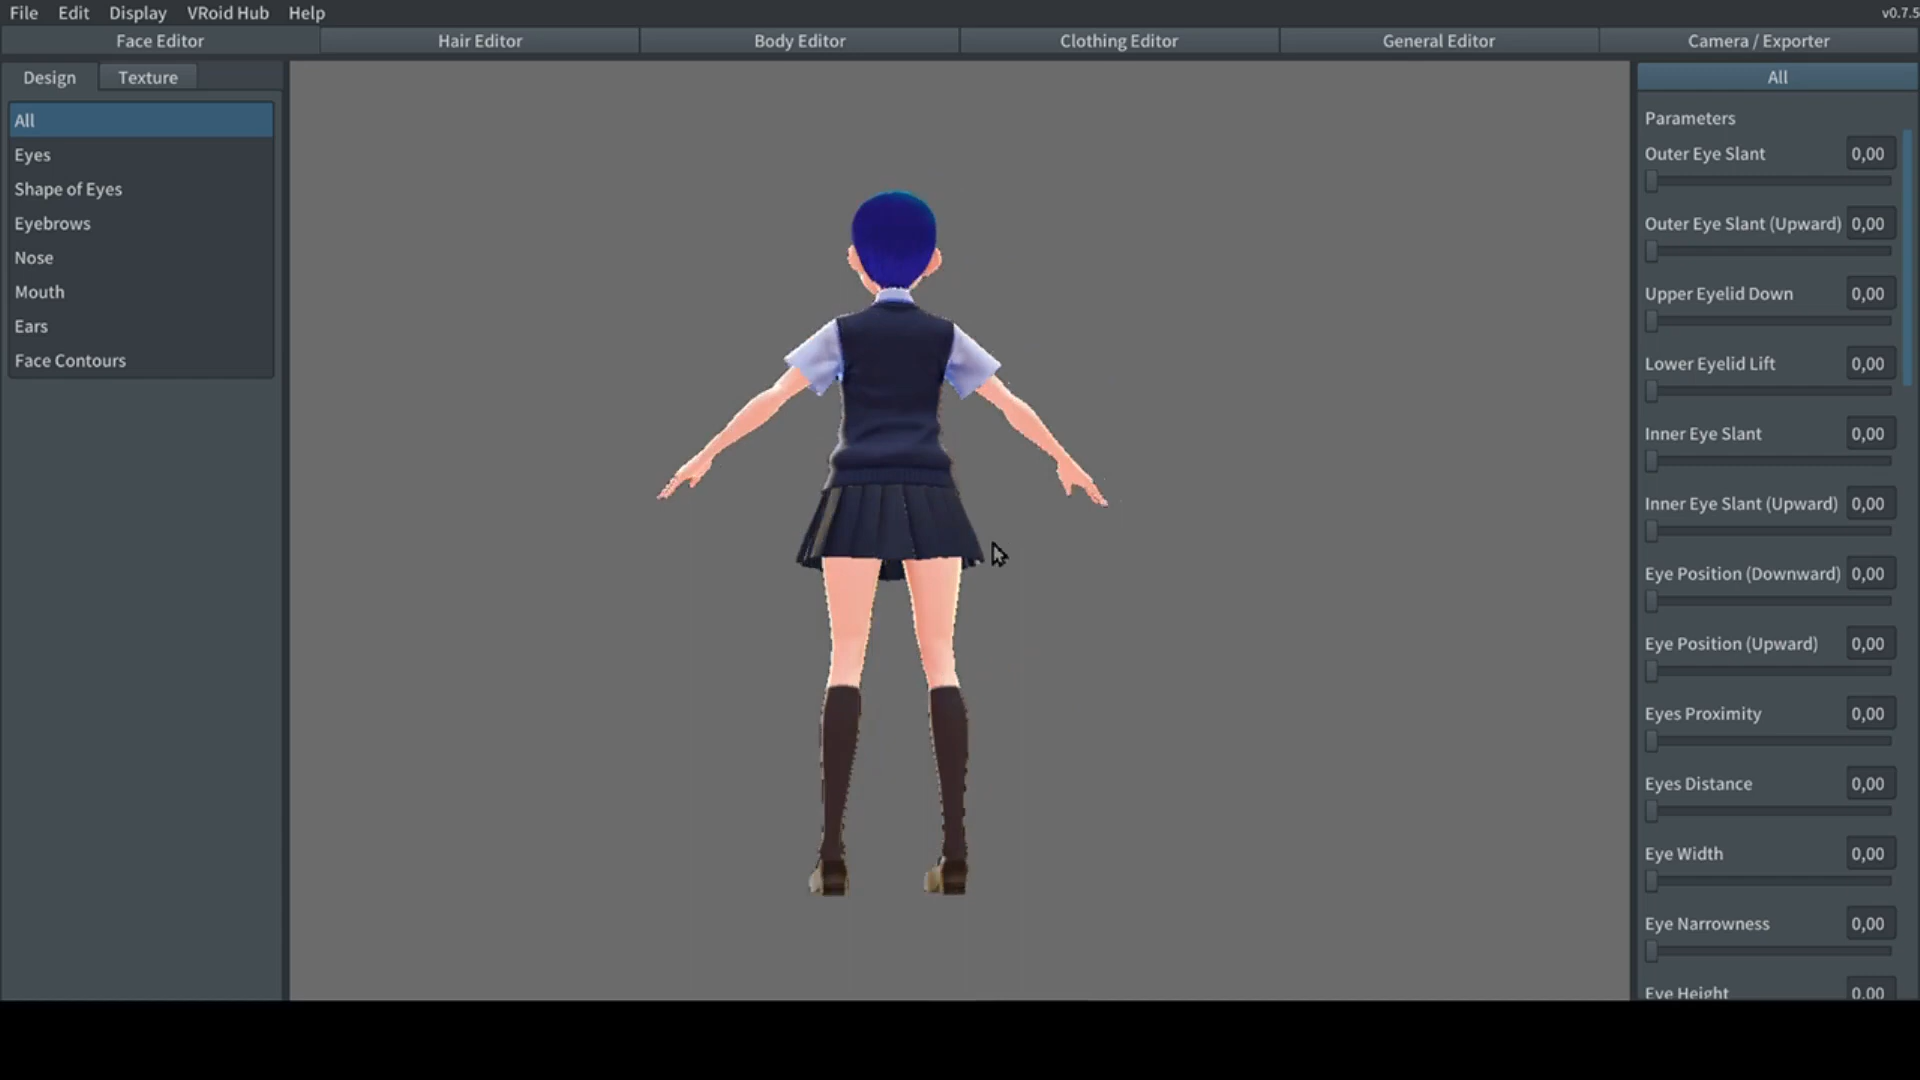 File Edit Display VRoid Hub Help v0.7.5
Face Editor Hair Editor Body Editor Clothing Editor General Editor Camera / Exporter
Design Texture
All
Eyes
Shape of Eyes
Eyebrows
Nose
Mouth
Ears
Face Contours
All
Parameters
Outer Eye Slant 0,00
Outer Eye Slant (Upward) 0,00
Upper Eyelid Down 0,00
Lower Eyelid Lift 0,00
Inner Eye Slant 0,00
Inner Eye Slant (Upward) 0,00
Eye Position (Downward) 0,00
Eye Position (Upward) 0,00
Eyes Proximity 0,00
Eyes Distance 0,00
Eye Width 0,00
Eye Narrowness 0,00
Eye Height 0,00